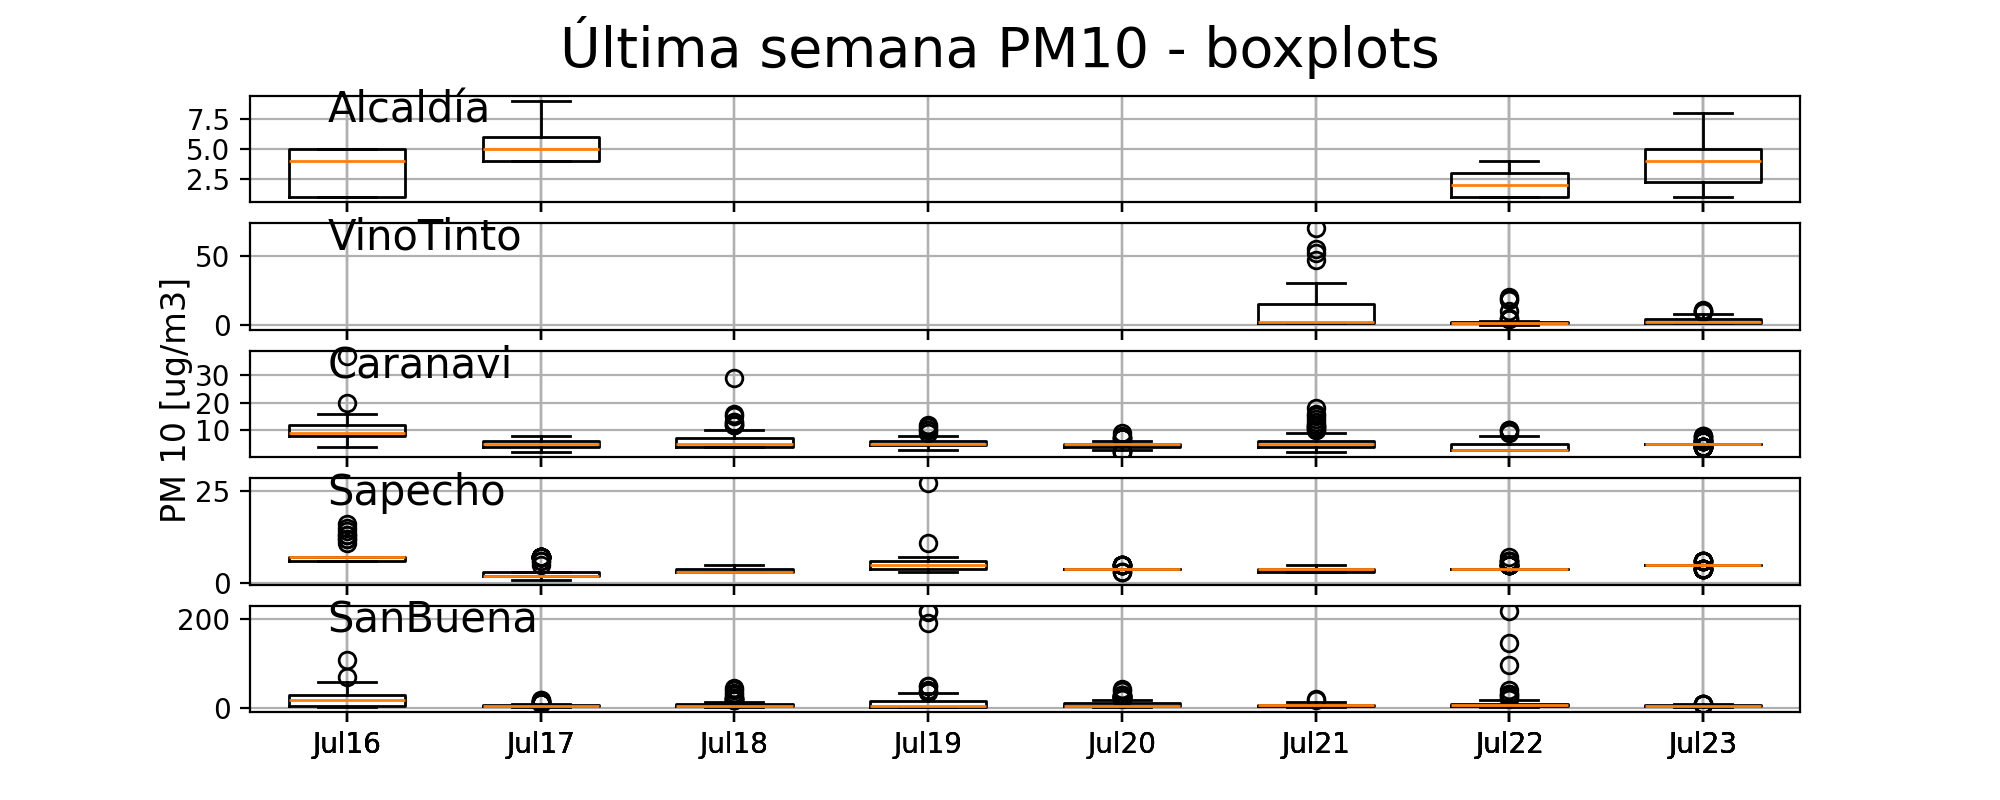 Última semana PM10 - boxplots
Alcaldía
7.5
5.0
2.5
VinoTinto
50
0
PM 10 [ug/m3]
Caranavi
30
20
10
Sapecho
25
0
SanBuena
200
0
Jul16 Jul17 Jul18 Jul19 Jul20 Jul21 Jul22 Jul23